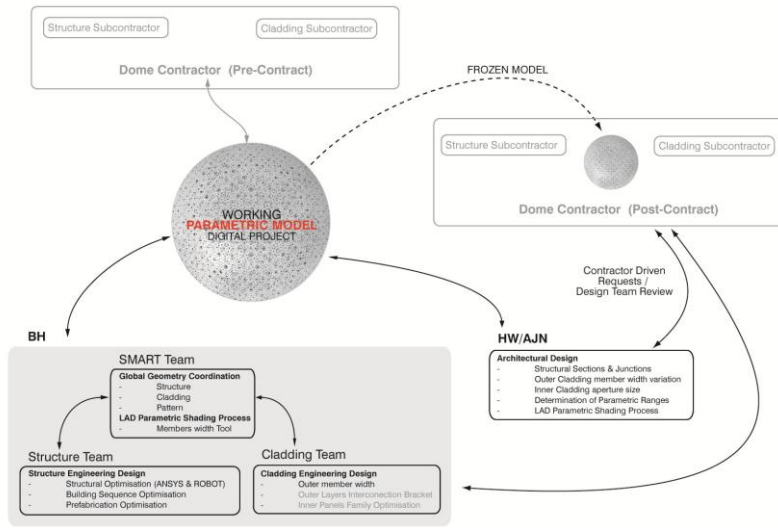 Structure Subcontractor
Cladding Subcontractor
Dome Contractor (Pre-Contract)
FROZEN MODEL
Structure Subcontractor
Cladding Subcontractor
Dome Contractor (Post-Contract)
WORKING
PARAMETRIC MODEL
DIGITAL PROJECT
Contractor Driven
Requests /
Design Team Review
BH
HW/AJN
SMART Team
Global Geometry Coordination
- Structure
- Cladding
- Pattern
LAD Parametric Shading Process
- Members width Tool
Architectural Design
- Structural Sections & Junctions
- Outer Cladding member width variation
- Inner Cladding aperture size
- Determination of Parametric Ranges
- LAD Parametric Shading Process
Structure Team
Structure Engineering Design
- Structural Optimisation (ANSYS & ROBOT)
- Building Sequence Optimisation
- Prefabrication Optimisation
Cladding Team
Cladding Engineering Design
- Outer member width
- Outer Layers Interconnection Bracket
- Inner Panels Family Optimisation